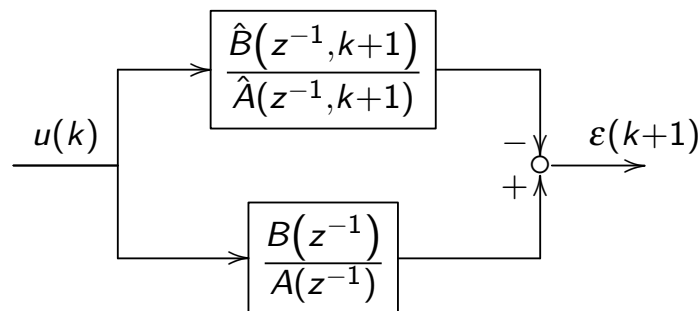 B̂(z⁻¹,k+1)
Â(z⁻¹,k+1)
u(k)
−
ε(k+1)
+
B(z⁻¹)
A(z⁻¹)